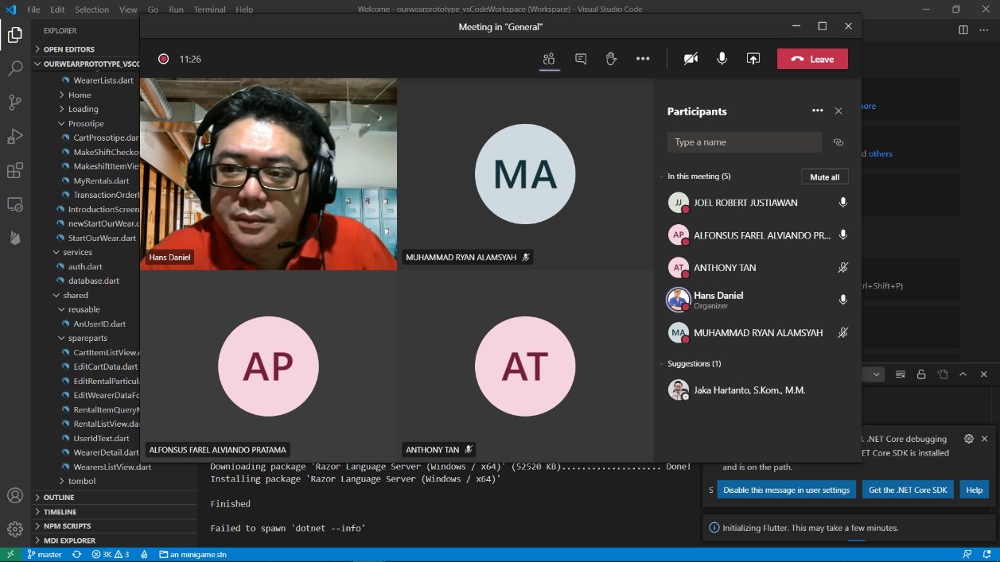 File Edit Selection View Go Run Terminal Help
Welcome - ourwearprototype_vsCodeWorkspace (Workspace) - Visual Studio Code
EXPLORER
OPEN EDITORS
OURWEARPROTOTYPE_VSCO
WearerLists.dart
Home
Loading
Prosotipe
CartProsotipe.dar
MakeShiftCheckou
MakeshiftItemVie
MyRentals.dart
TransactionOrderI
IntroductionScreen
newStartOurWear.d
StartOurWear.dart
services
auth.dart
database.dart
shared
reusable
AnUserID.dart
spareparts
CartItemListView.d
EditCartData.dart
EditRentalParticul
EditWearerDataFo
RentalItemQueryM
RentalListView.dar
UserIdText.dart
WearerDetail.dart
WearersListView.dart
tombol
OUTLINE
TIMELINE
NPM SCRIPTS
MDI EXPLORER
Meeting in "General"
11:26
Leave
Hans Daniel
MA
MUHAMMAD RYAN ALAMSYAH
AP
ALFONSUS FAREL ALVIANDO PRATAMA
AT
ANTHONY TAN
Participants
Type a name
In this meeting (5)
Mute all
JJ JOEL ROBERT JUSTIAWAN
AP ALFONSUS FAREL ALVIANDO PR...
AT ANTHONY TAN
Hans Daniel
Organizer
MA MUHAMMAD RYAN ALAMSYAH
Suggestions (1)
Jaka Hartanto, S.Kom., M.M.
ore
d others
rl+Shift+P)
Downloading package 'Razor Language Server (Windows / x64)' (52520 KB).................... Done!
Installing package 'Razor Language Server (Windows / x64)'
Finished
Failed to spawn 'dotnet --info'
.NET Core debugging
ET Core SDK is installed
and is on the path.
S
Disable this message in user settings
Get the .NET Core SDK
Help
Initializing Flutter. This may take a few minutes.
master
3K 3
an minigame.sln